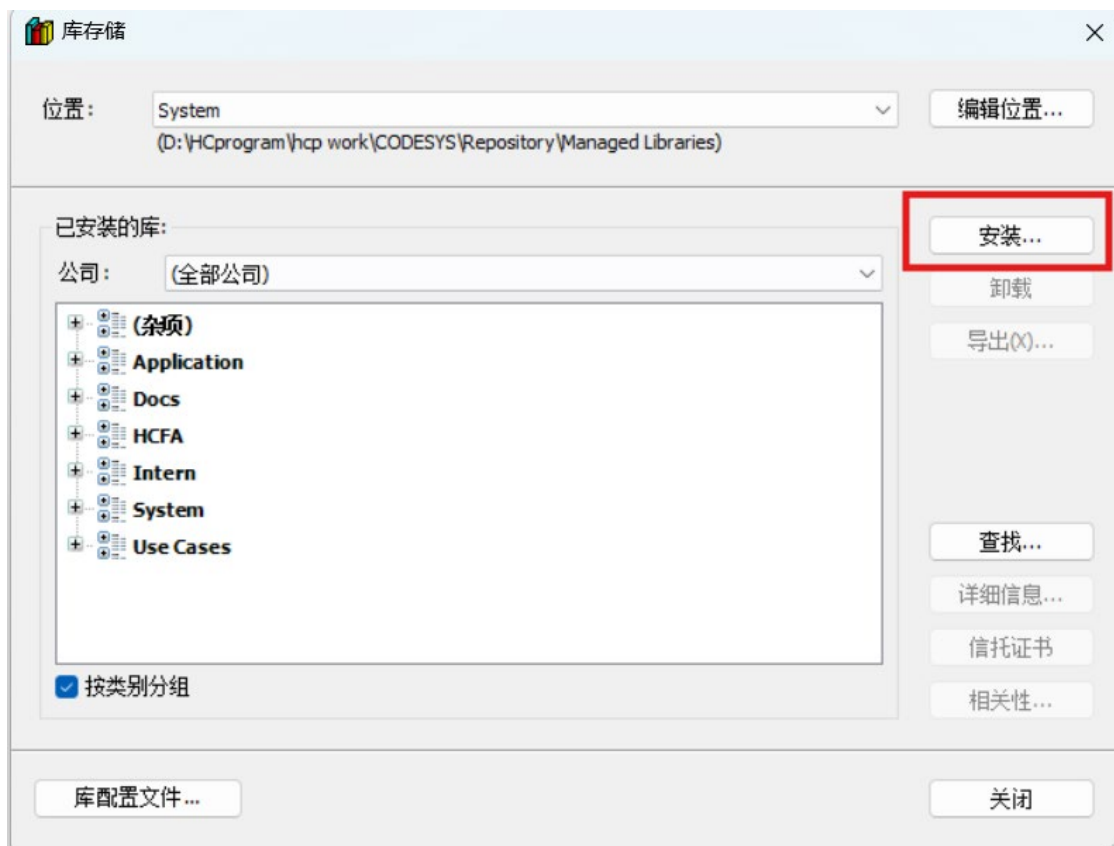 库存储
位置:
System
编辑位置...
(D:\HCprogram\hcp work\CODESYS\Repository\Managed Libraries)
已安装的库:
安装...
公司:
(全部公司)
卸载
导出(X)...
(杂项)
Application
Docs
HCFA
Intern
System
Use Cases
查找...
详细信息...
信托证书
相关性...
按类别分组
库配置文件...
关闭